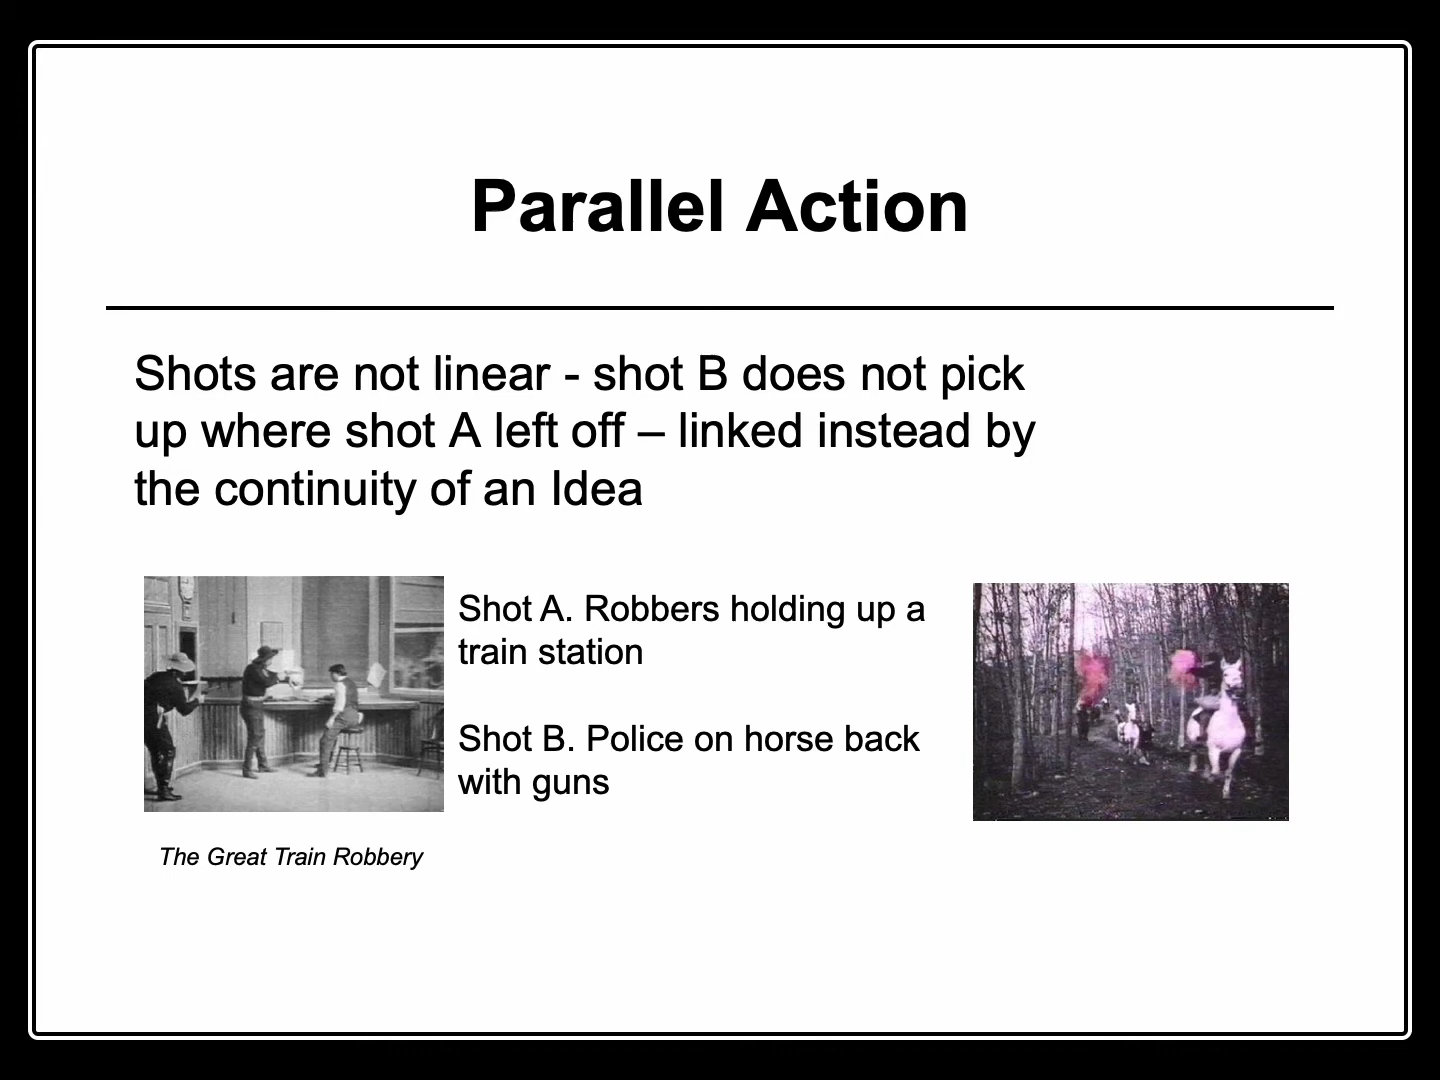 Parallel Action
Shots are not linear - shot B does not pick
up where shot A left off – linked instead by
the continuity of an Idea
Shot A. Robbers holding up a
train station
Shot B. Police on horse back
with guns
The Great Train Robbery